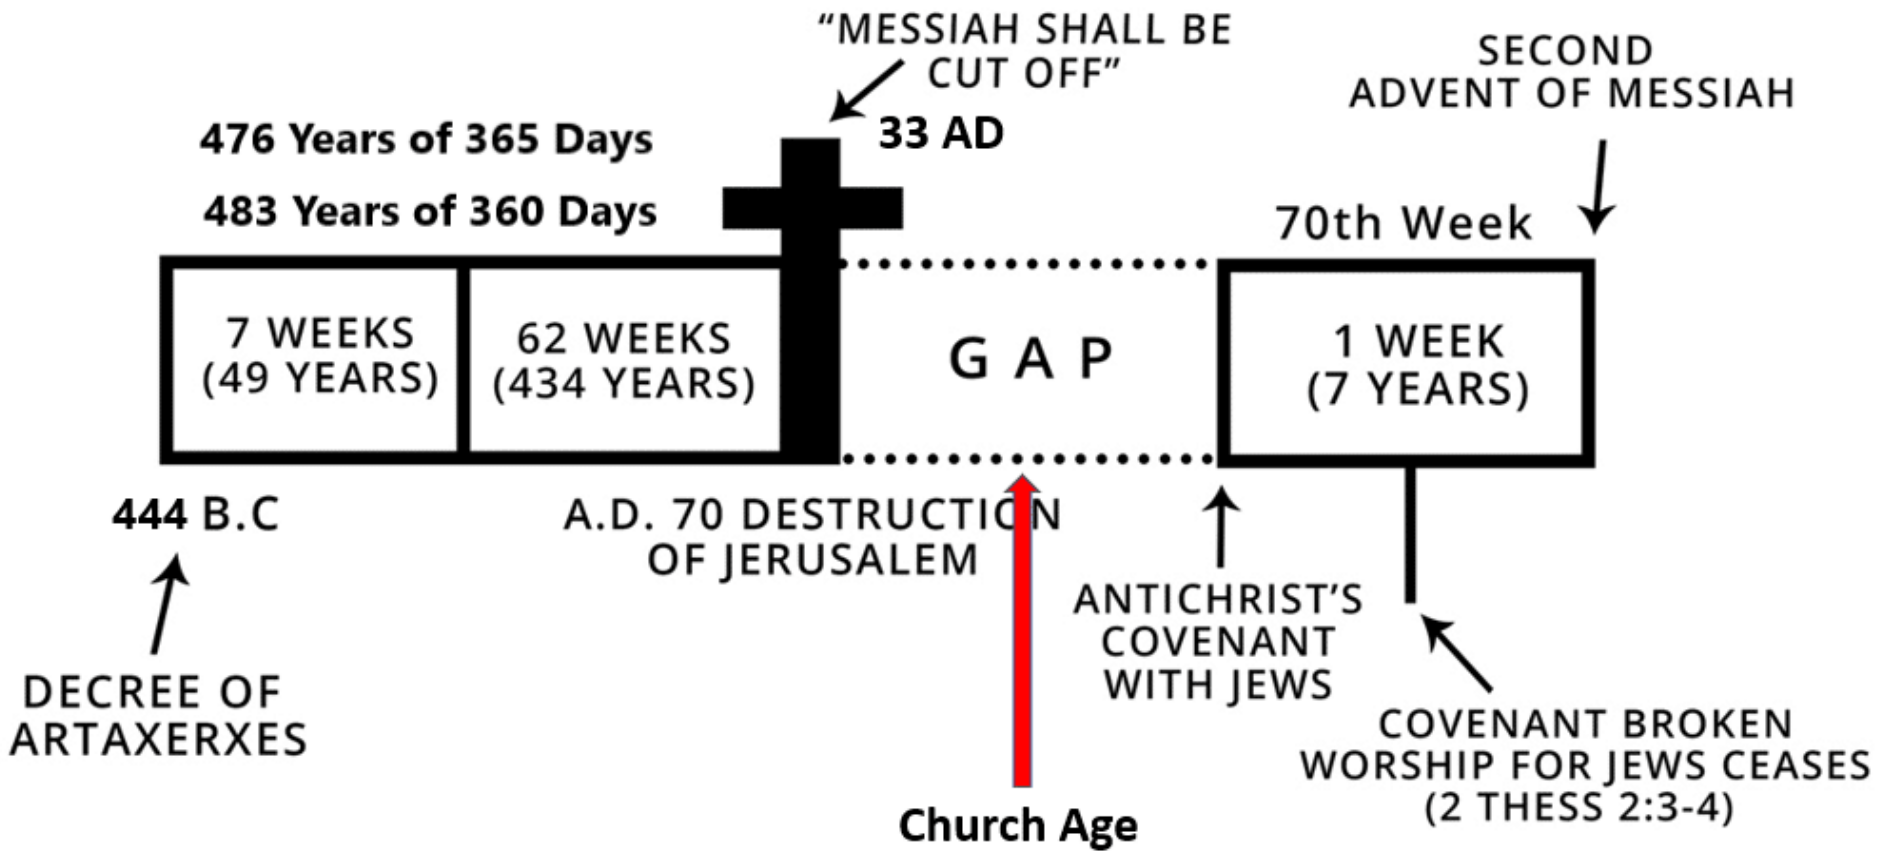 “MESSIAH SHALL BE
CUT OFF”
33 AD
SECOND
ADVENT OF MESSIAH
476 Years of 365 Days
483 Years of 360 Days
70th Week
7 WEEKS
(49 YEARS)
62 WEEKS
(434 YEARS)
G A P
1 WEEK
(7 YEARS)
444 B.C
A.D. 70 DESTRUCTION
OF JERUSALEM
DECREE OF
ARTAXERXES
ANTICHRIST’S
COVENANT
WITH JEWS
COVENANT BROKEN
WORSHIP FOR JEWS CEASES
(2 THESS 2:3-4)
Church Age